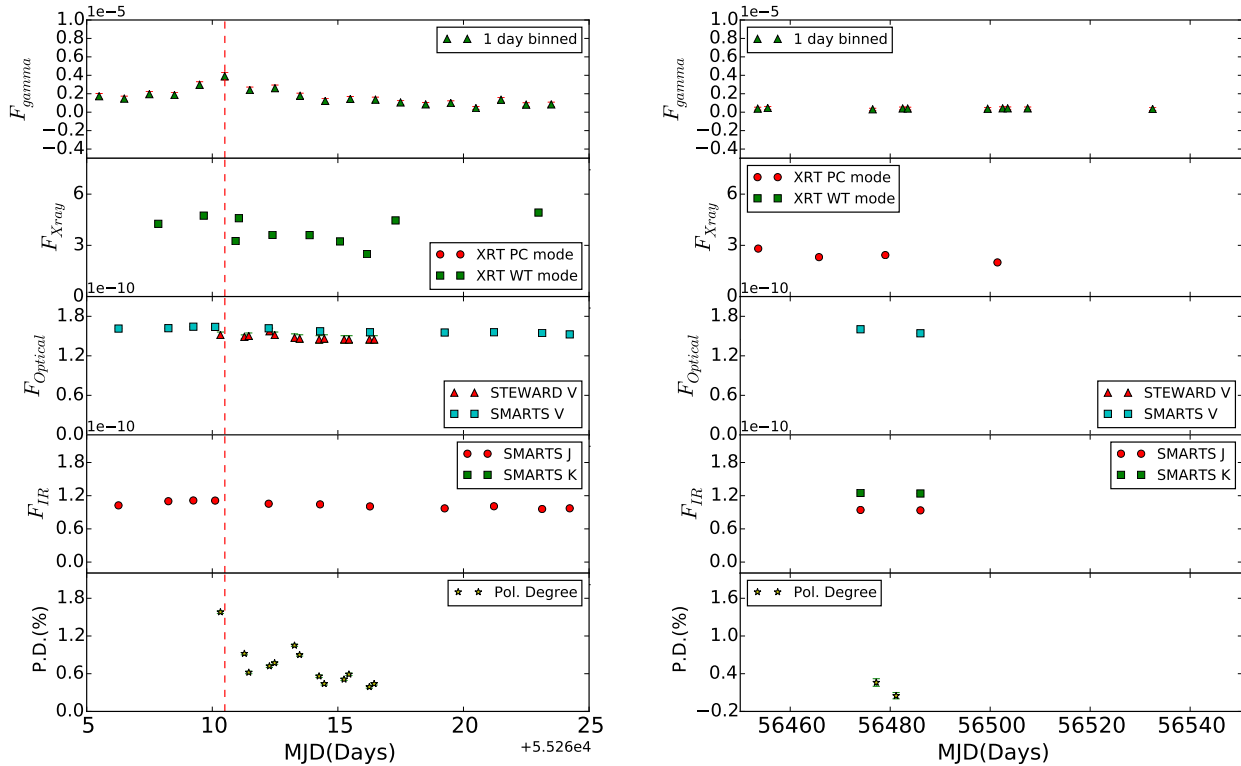 1e−5
1.0
0.8
0.6
0.4
0.2
0.0
−0.2
−0.4
F_gamma
1 day binned
6
3
0
F_Xray
XRT PC mode
XRT WT mode
1e−10
1.8
1.2
0.6
0.0
F_Optical
STEWARD V
SMARTS V
1e−10
1.8
1.2
0.6
0.0
F_IR
SMARTS J
SMARTS K
1.8
1.2
0.6
0.0
P.D.(%)
Pol. Degree
5
10
15
20
25
MJD(Days)
+5.526e4
1e−5
1.0
0.8
0.6
0.4
0.2
0.0
−0.2
−0.4
F_gamma
1 day binned
6
3
0
F_Xray
XRT PC mode
XRT WT mode
1e−10
1.8
1.2
0.6
0.0
F_Optical
STEWARD V
SMARTS V
1e−10
1.8
1.2
0.6
0.0
F_IR
SMARTS J
SMARTS K
1.6
1.0
0.4
−0.2
P.D.(%)
Pol. Degree
56460
56480
56500
56520
56540
MJD(Days)